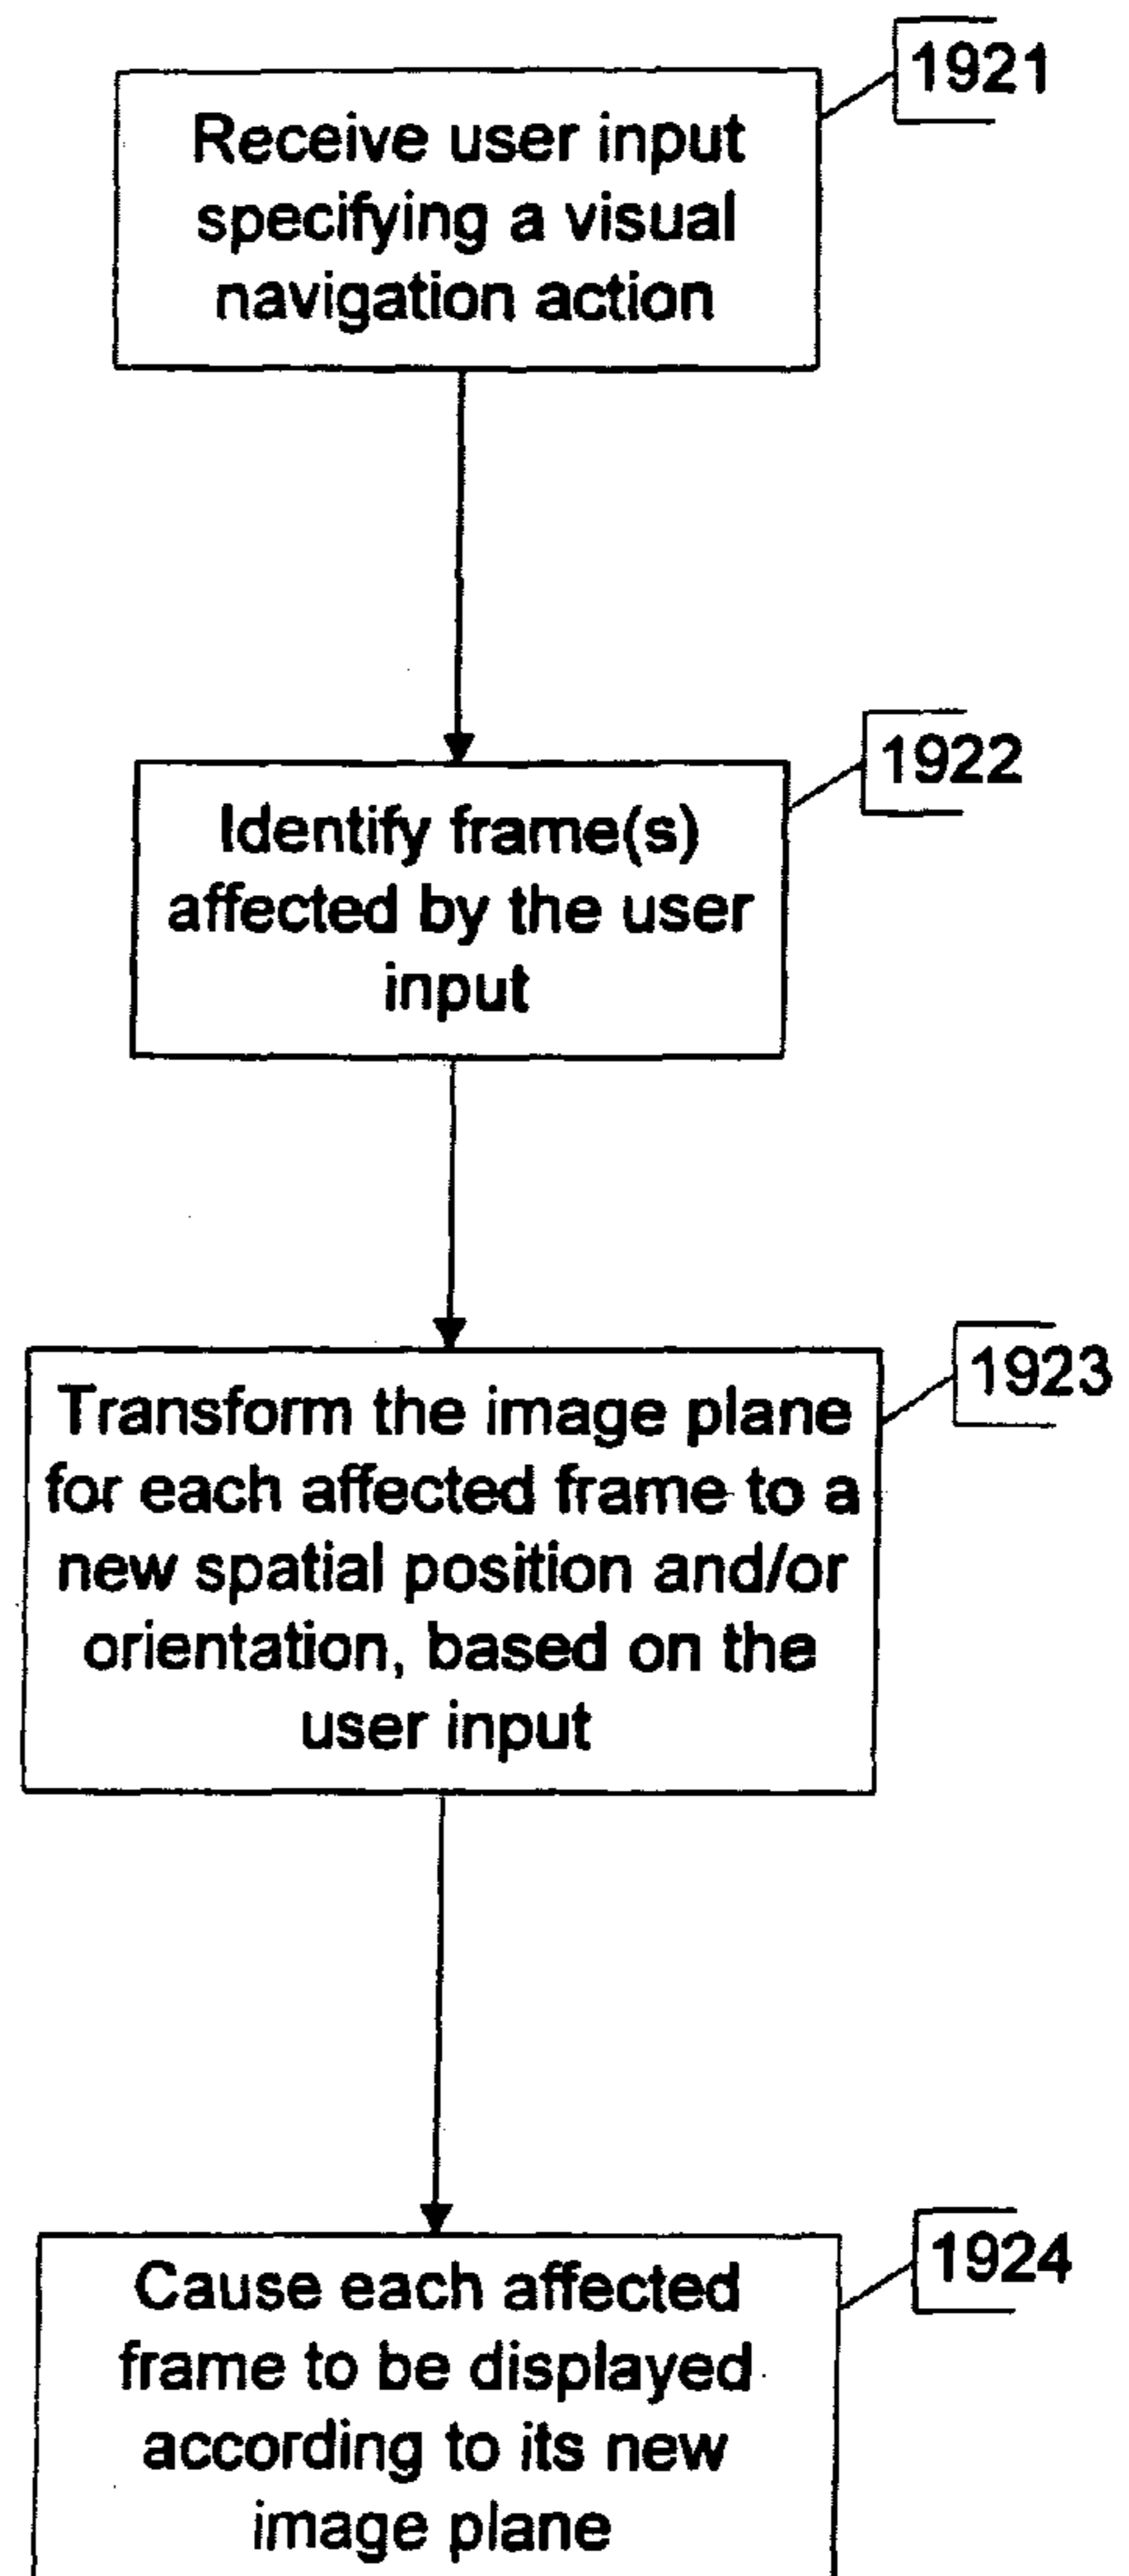 1921
Receive user input
specifying a visual
navigation action
1922
Identify frame(s)
affected by the user
input
1923
Transform the image plane
for each affected frame to a
new spatial position and/or
orientation, based on the
user input
1924
Cause each affected
frame to be displayed
according to its new
image plane